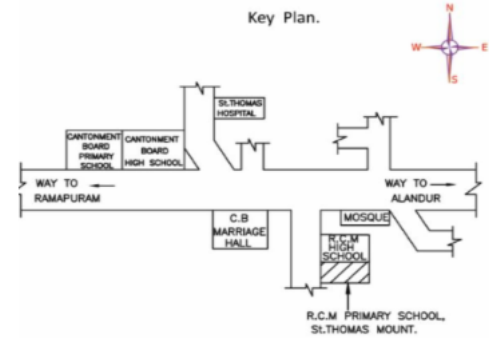 Key Plan.
N
W
E
S
St.THOMAS
HOSPITAL
CANTONMENT
BOARD
PRIMARY
SCHOOL
CANTONMENT
BOARD
HIGH SCHOOL
WAY TO
RAMAPURAM
WAY TO
ALANDUR
C.B
MARRIAGE
HALL
MOSQUE
R.C.M
HIGH
SCHOOL
R.C.M PRIMARY SCHOOL,
St.THOMAS MOUNT.